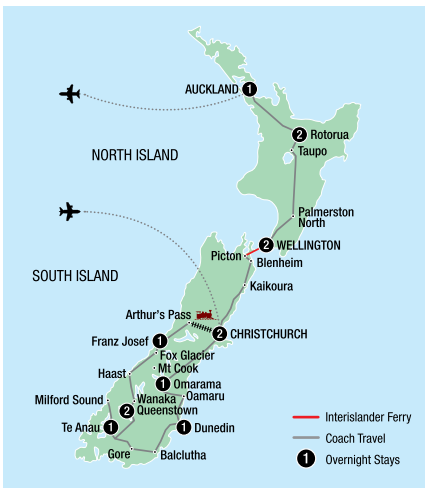 AUCKLAND 1
2 Rotorua
Taupo
NORTH ISLAND
Palmerston
North
2 WELLINGTON
Picton
Blenheim
SOUTH ISLAND
Kaikoura
Arthur's Pass
2 CHRISTCHURCH
Franz Josef 1
Fox Glacier
Mt Cook
Haast
1 Omarama
Oamaru
Milford Sound
Wanaka
2 Queenstown
Te Anau 1
1 Dunedin
Gore
Balclutha
Interislander Ferry
Coach Travel
1 Overnight Stays